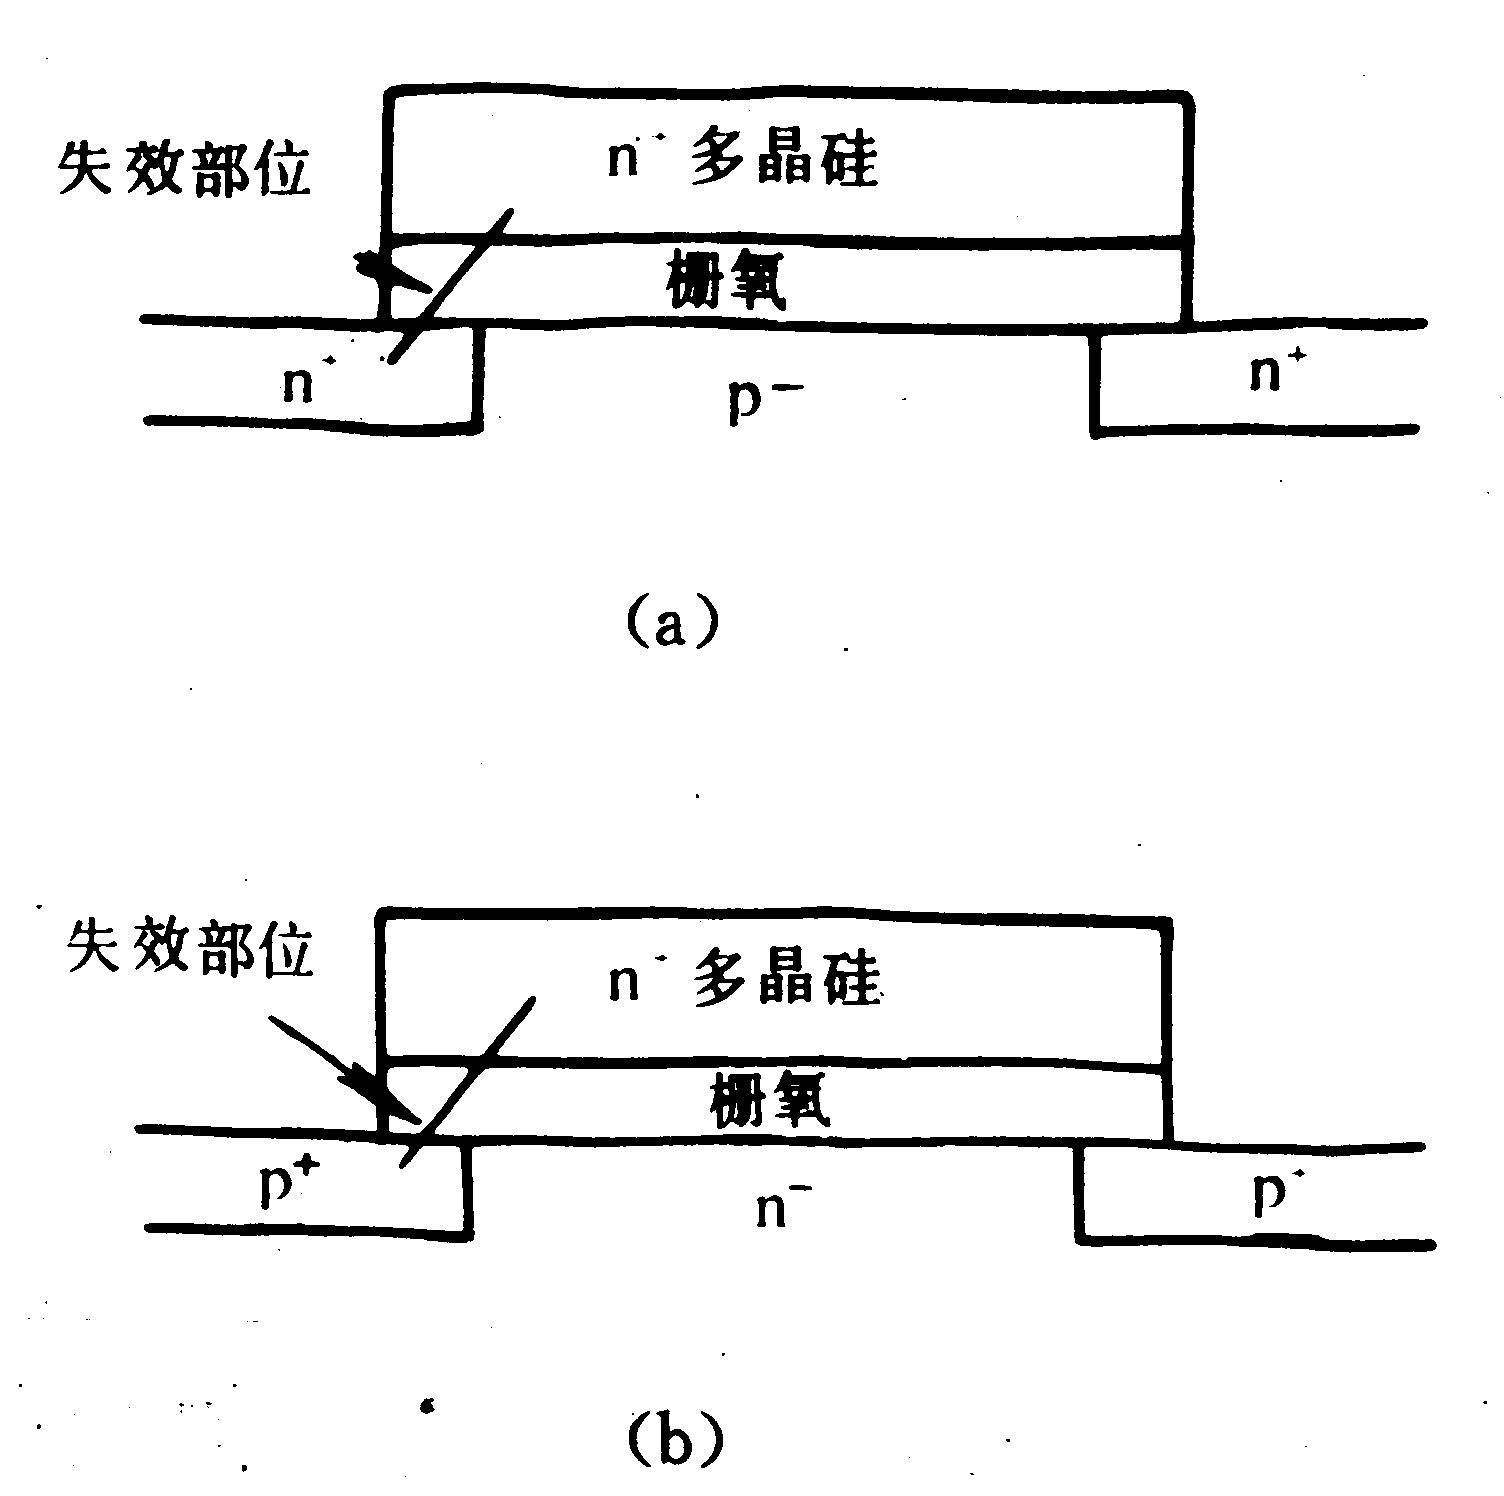 n⁺ 多晶硅
失效部位
栅氧
n⁺
p−
n⁺
(a)
失效部位
n⁻ 多晶硅
栅氧
p⁺
n⁻
p⁺
(b)